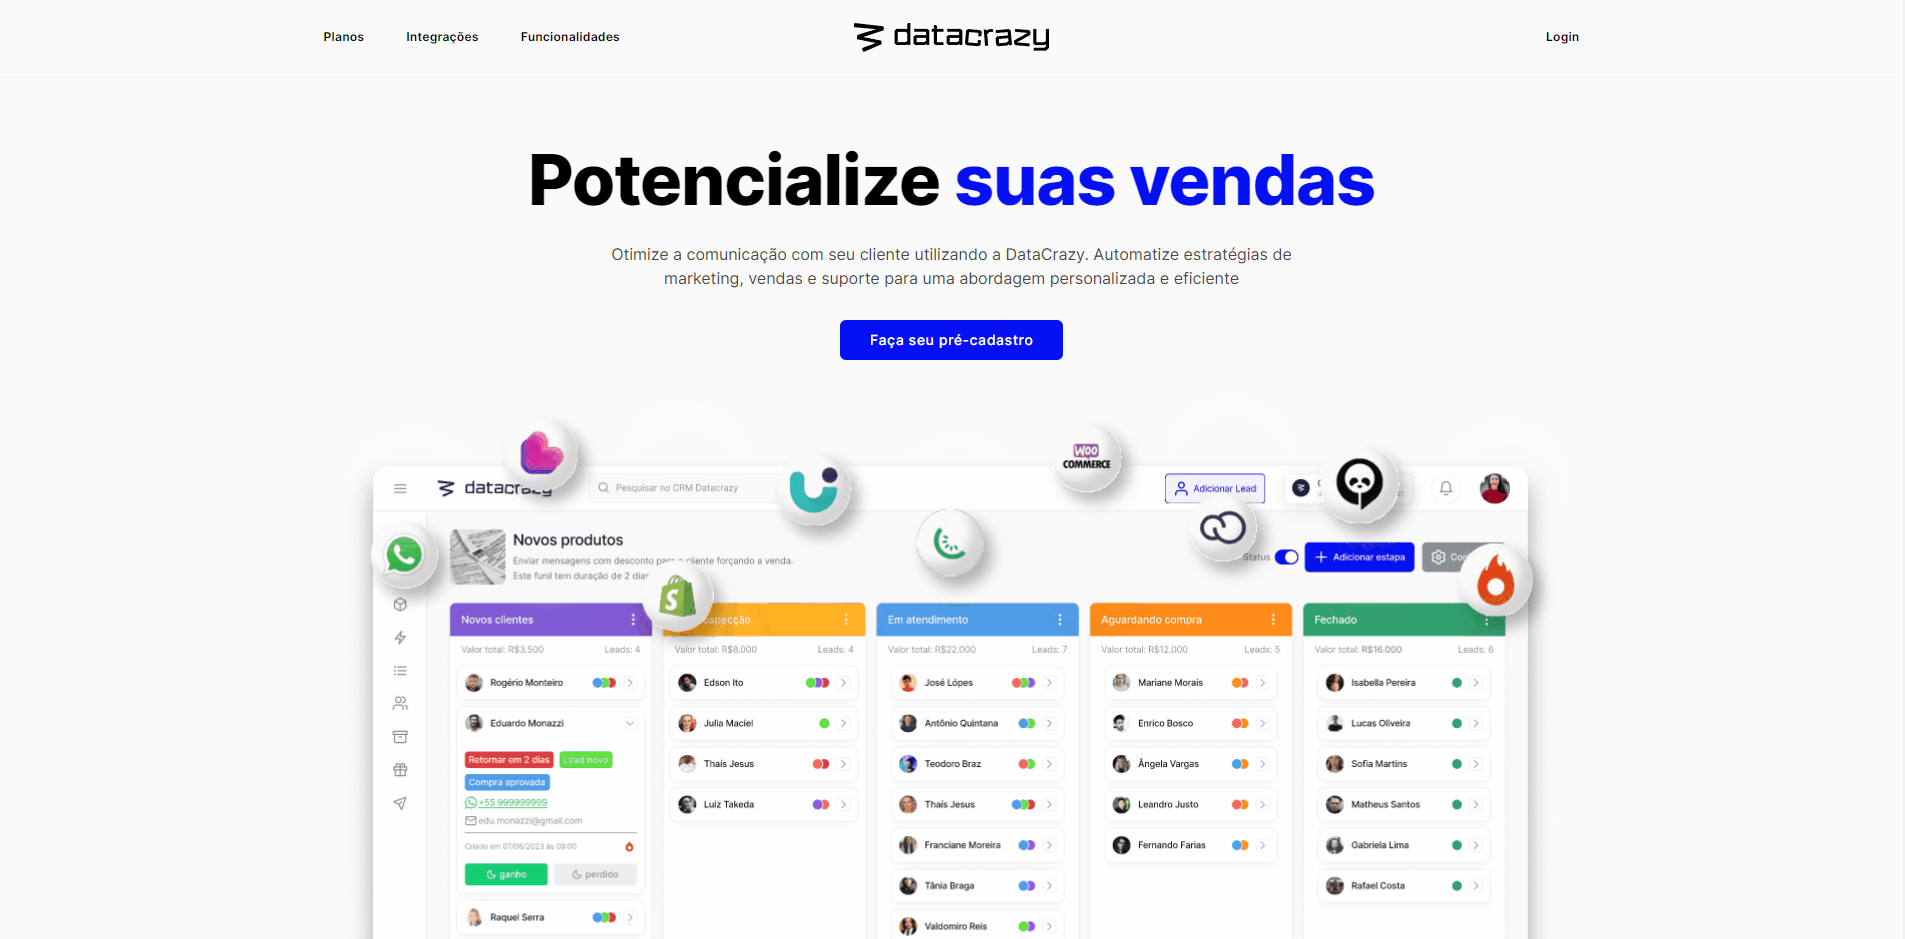 Planos
Integrações
Funcionalidades
datacrazy
Login
Potencialize suas vendas
Otimize a comunicação com seu cliente utilizando a DataCrazy. Automatize estratégias de
marketing, vendas e suporte para uma abordagem personalizada e eficiente
Faça seu pré-cadastro
WOO
COMMERCE
datacrazy
Pesquisar no CRM Datacrazy
Adicionar Lead
Novos produtos
Enviar mensagens com desconto para o cliente forçando a venda.
Este funil tem duração de 2 dias
Status
Adicionar estapa
S
Novos clientes
Valor total: R$3.500
Leads: 4
Rogério Monteiro
Eduardo Monazzi
Retornar em 2 dias
Lead novo
Compra aprovada
+55 999999999
edu.monazzi@gmail.com
Criado em 07/06/2023 às 09:00
ganho
perdido
Raquel Serra
Valor total: R$8.000
Leads: 4
Edson Ito
Julia Maciel
Thaís Jesus
Luiz Takeda
Em atendimento
Valor total: R$22.000
Leads: 7
José Lópes
Antônio Quintana
Teodoro Braz
Thaís Jesus
Franciane Moreira
Tânia Braga
Valdomiro Reis
Aguardando compra
Valor total: R$12.000
Leads: 5
Mariane Morais
Enrico Bosco
Ângela Vargas
Leandro Justo
Fernando Farias
Fechado
Valor total: R$16.000
Leads: 6
Isabella Pereira
Lucas Oliveira
Sofia Martins
Matheus Santos
Gabriela Lima
Rafael Costa